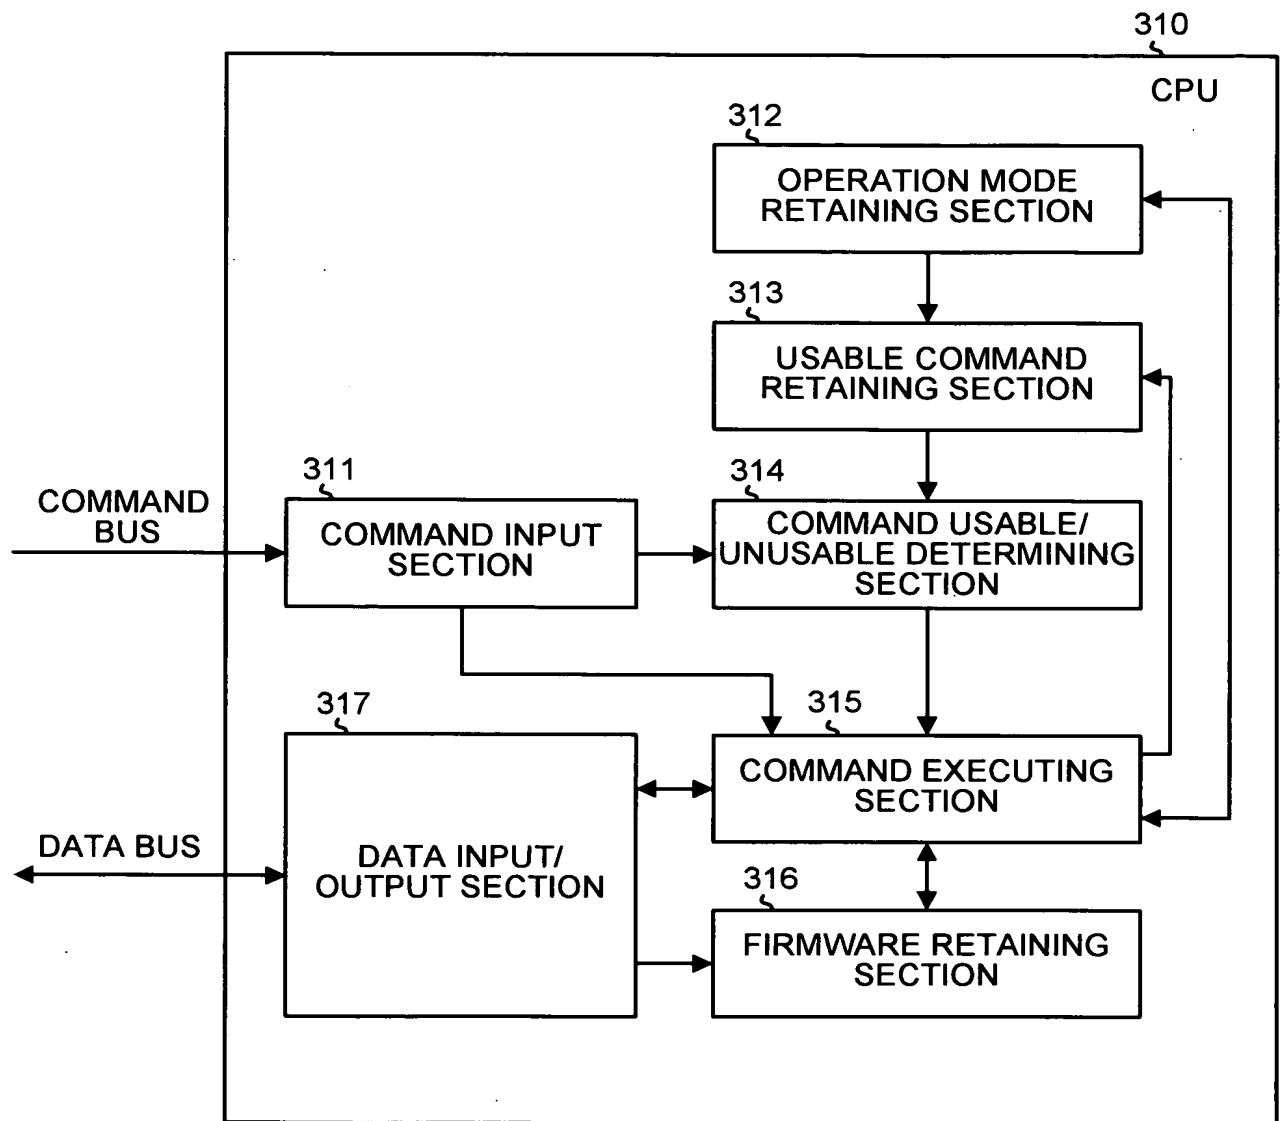 310
CPU
312
OPERATION MODE
RETAINING SECTION
313
USABLE COMMAND
RETAINING SECTION
311
314
COMMAND
BUS
COMMAND INPUT
SECTION
COMMAND USABLE/
UNUSABLE DETERMINING
SECTION
317
315
COMMAND EXECUTING
SECTION
DATA BUS
DATA INPUT/
OUTPUT SECTION
316
FIRMWARE RETAINING
SECTION